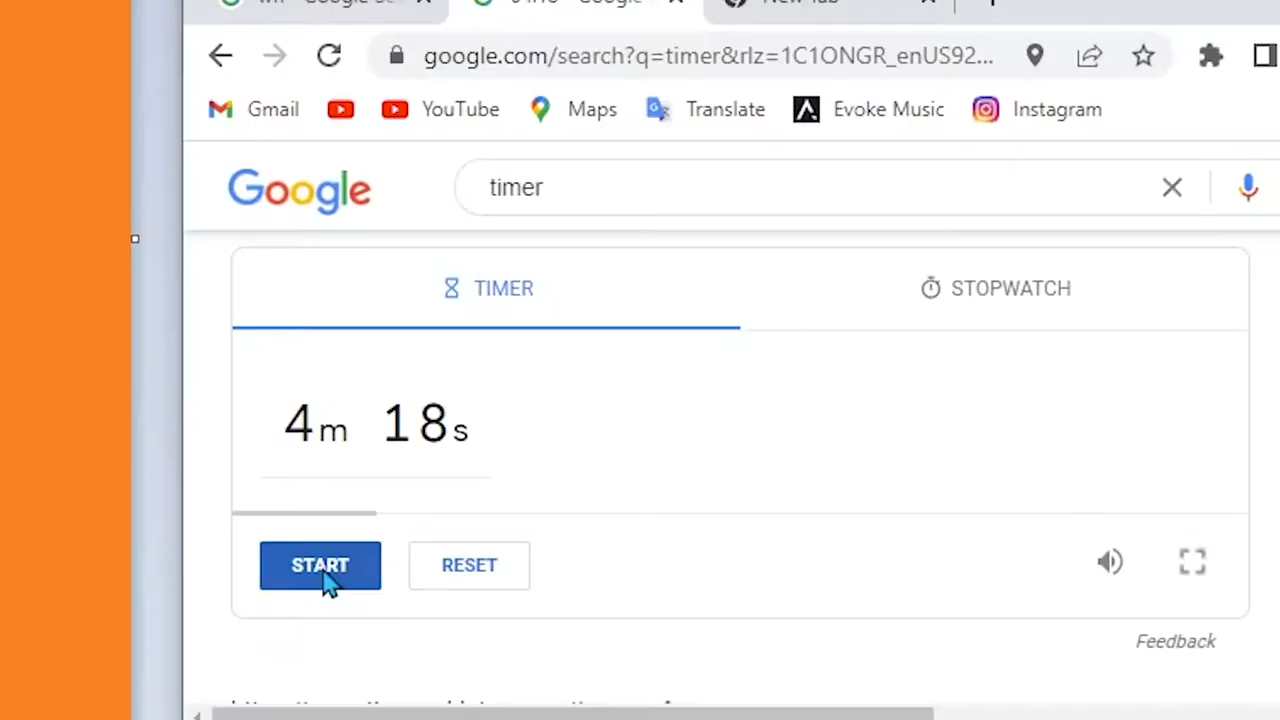 google.com/search?q=timer&rlz=1C1ONGR_enUS92...
Gmail YouTube Maps Translate Evoke Music Instagram
Google timer
TIMER STOPWATCH
4m 18s
START RESET
Feedback